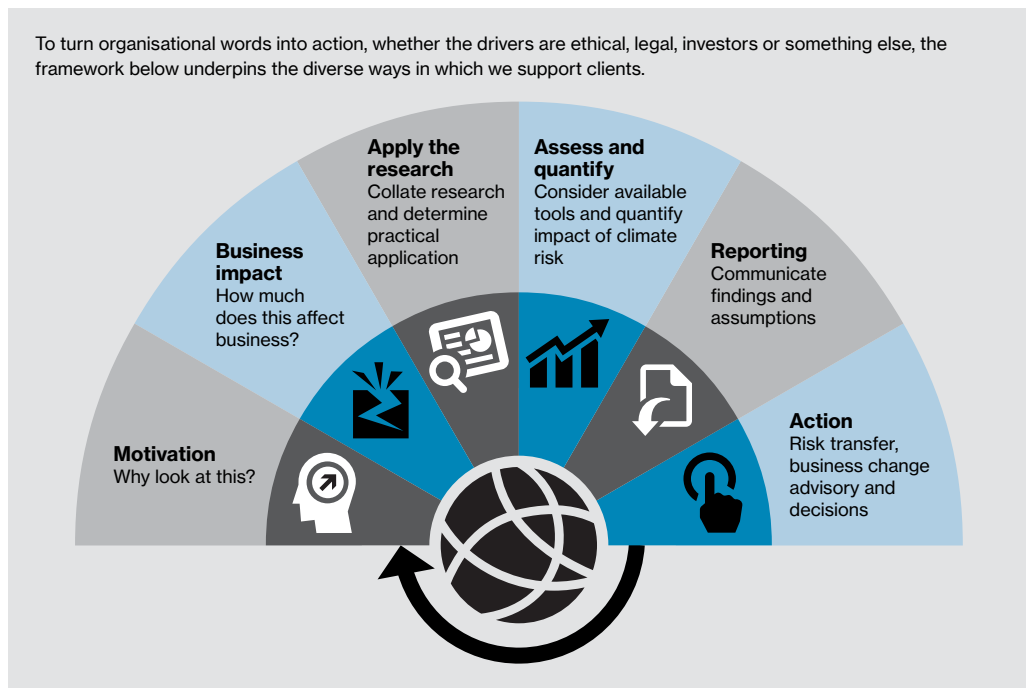 To turn organisational words into action, whether the drivers are ethical, legal, investors or something else, the
framework below underpins the diverse ways in which we support clients.
Motivation
Why look at this?
Business
impact
How much
does this affect
business?
Apply the
research
Collate research
and determine
practical
application
Assess and
quantify
Consider available
tools and quantify
impact of climate
risk
Reporting
Communicate
findings and
assumptions
Action
Risk transfer,
business change
advisory and
decisions